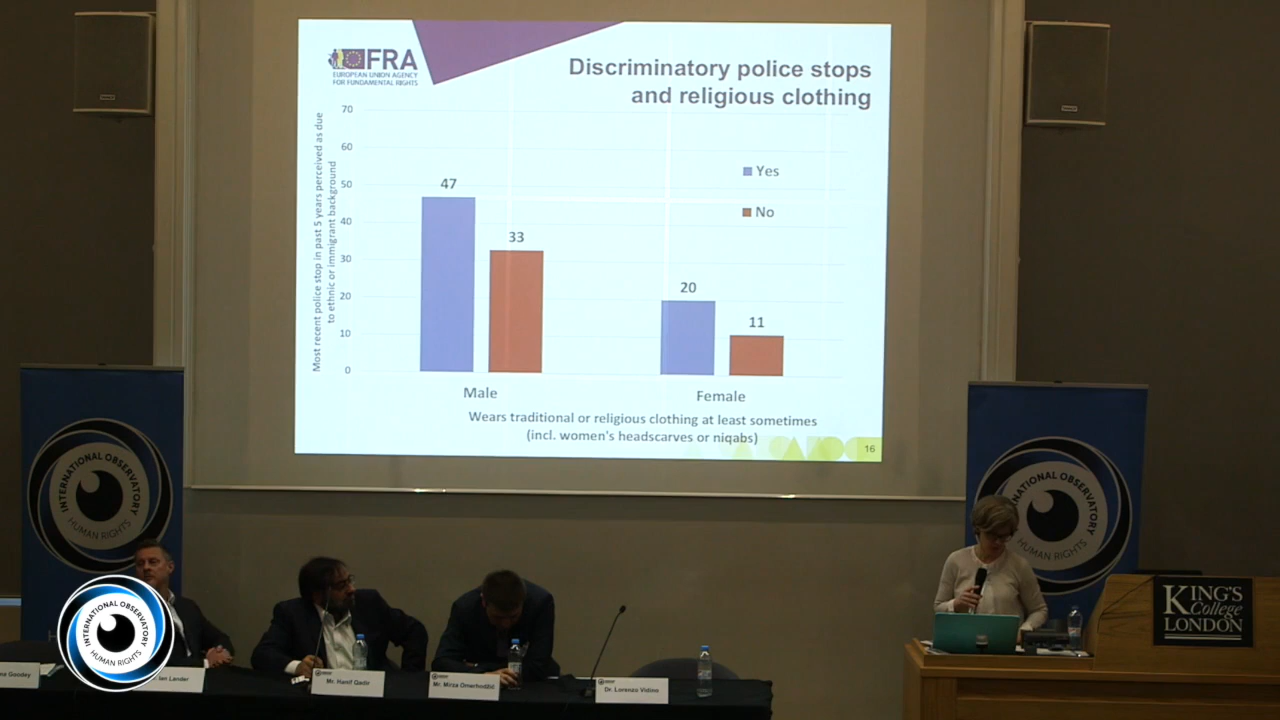 FRA
EUROPEAN UNION AGENCY
FOR FUNDAMENTAL RIGHTS
Discriminatory police stops
and religious clothing
Most recent police stop in past 5 years perceived as due
to ethnic or immigrant background
70
60
50
40
30
20
10
0
47
33
20
11
Yes
No
Male
Female
Wears traditional or religious clothing at least sometimes
(incl. women's headscarves or niqabs)
16
INTERNATIONAL OBSERVATORY
HUMAN RIGHTS
INTERNATIONAL OBSERVATORY
HUMAN RIGHTS
INTERNATIONAL OBSERVATORY
HUMAN RIGHTS
KING'S
College
LONDON
Goodey
Ian Lander
Mr. Hanif Qadir
Mr. Mirza Omerhodžić
Dr. Lorenzo Vidino